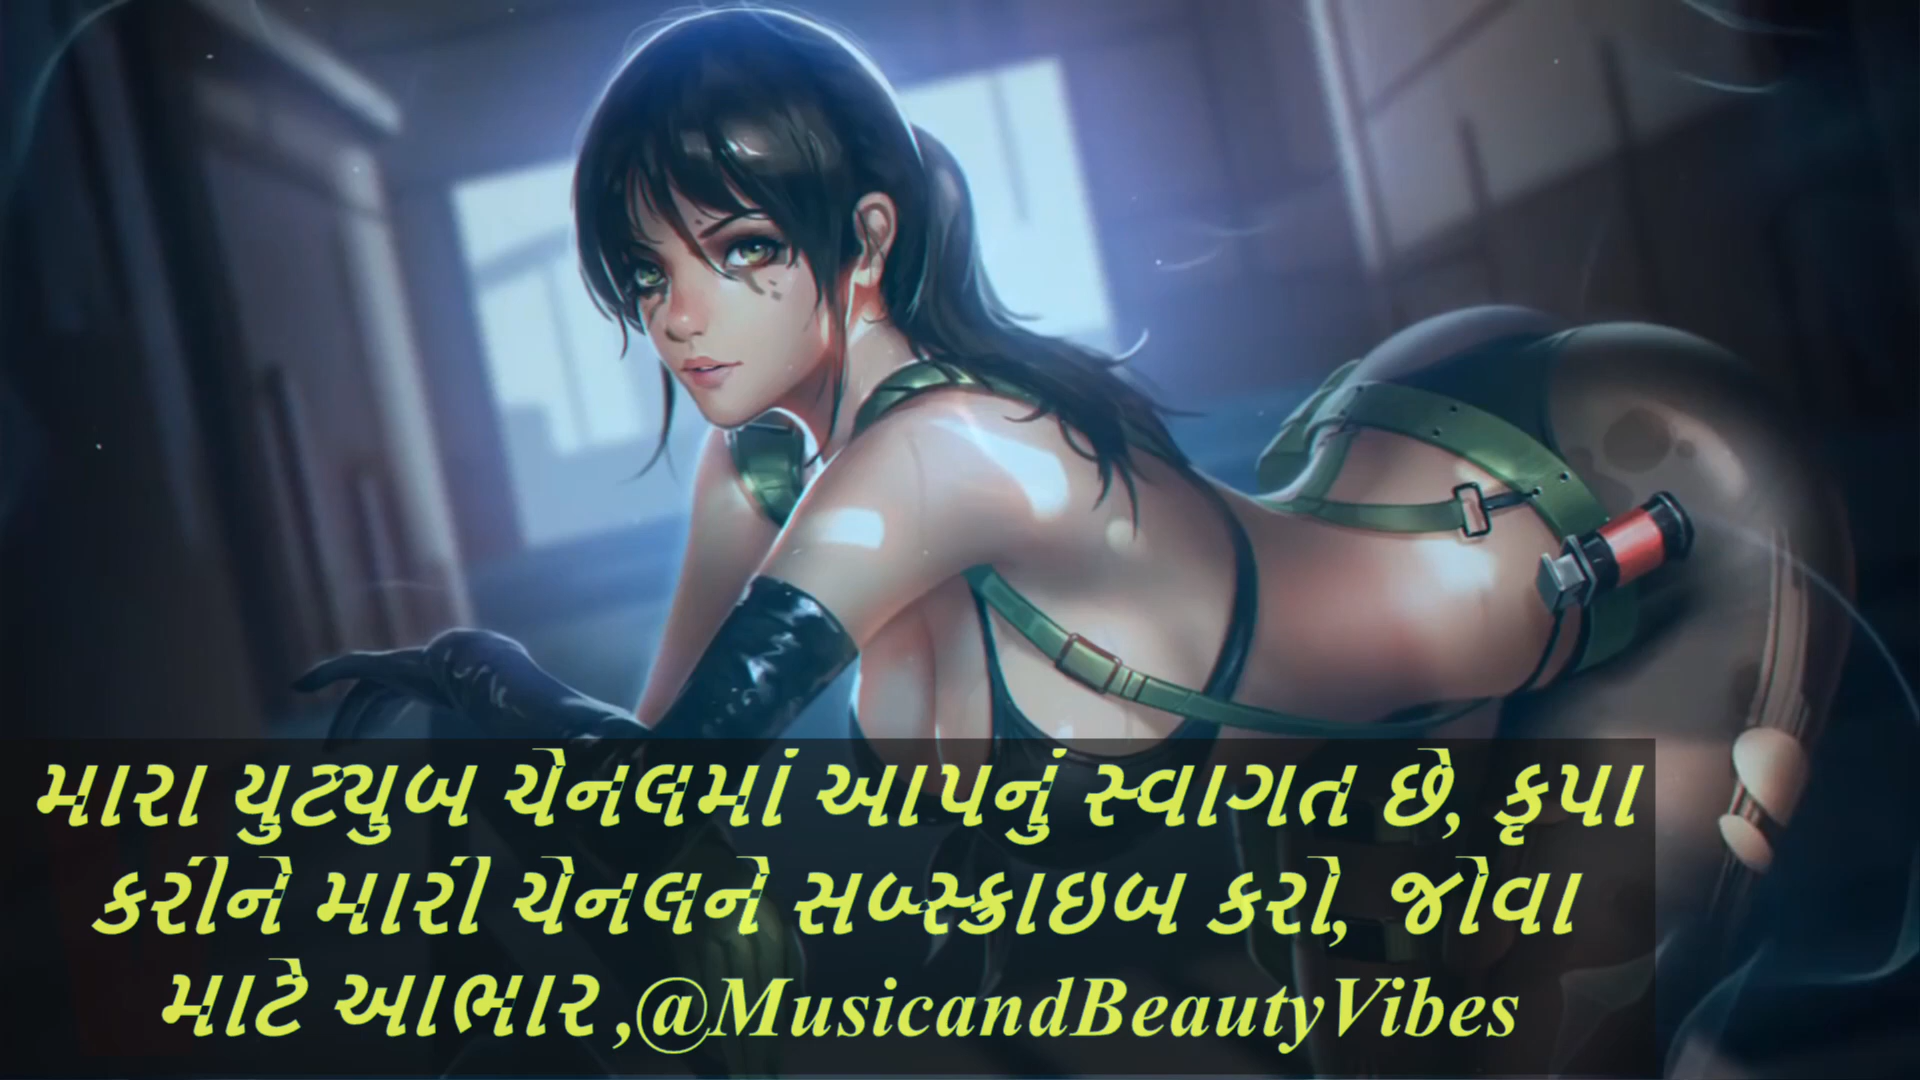 મારા યુટ્યુબ ચેનલમાં આપનું સ્વાગત છે, કૃપા
કરીને મારી ચેનલને સબ્સ્ક્રાઇબ કરો, જોવા
માટે આભાર ,@MusicandBeautyVibes